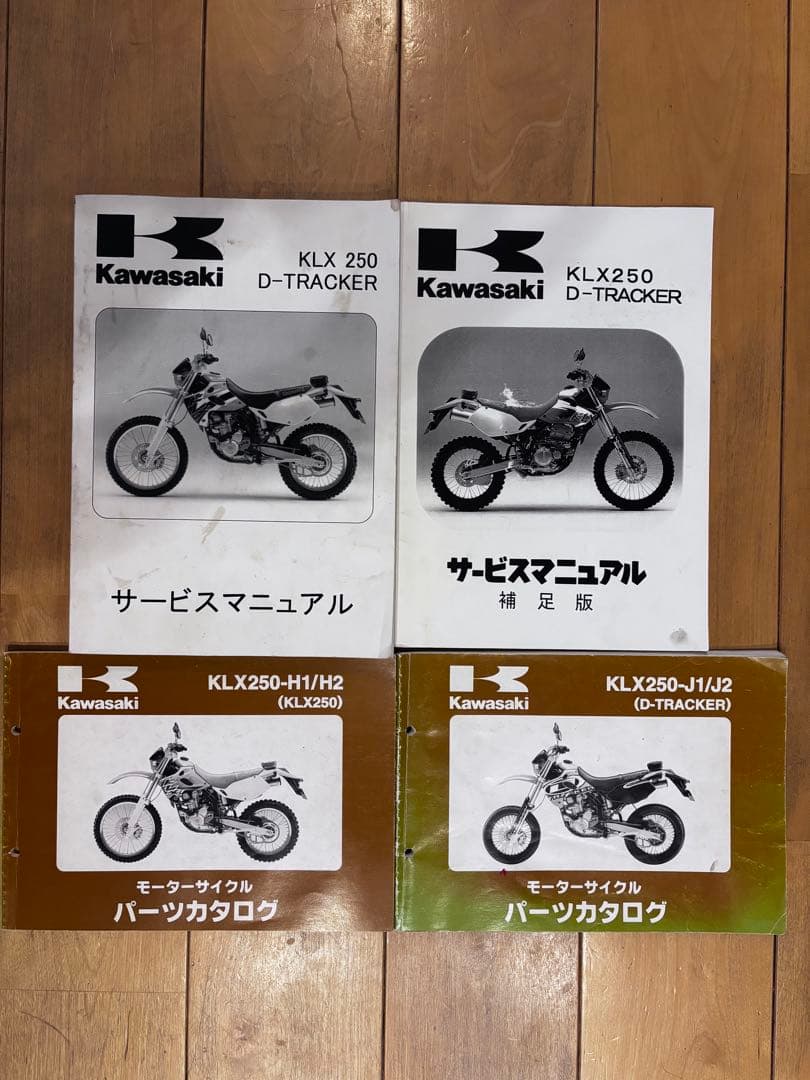 Kawasaki
KLX 250
D-TRACKER
サービスマニュアル
Kawasaki
KLX250
D-TRACKER
サービスマニュアル
補足版
Kawasaki
KLX250-H1/H2
(KLX250)
モーターサイクル
パーツカタログ
Kawasaki
KLX250-J1/J2
(D-TRACKER)
モーターサイクル
パーツカタログ